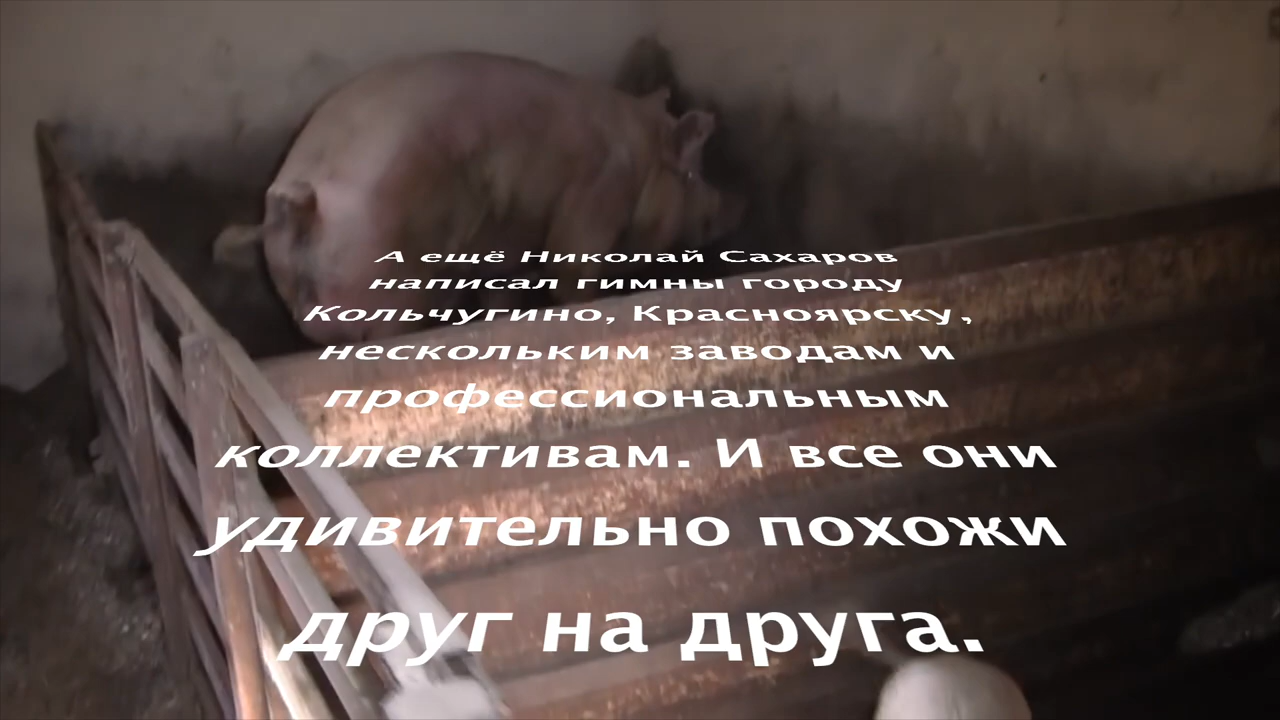 А ещё Николай Сахаров
написал гимны городу
Кольчугино, Красноярску,
нескольким заводам и
профессиональным
коллективам. И все они
удивительно похожи
друг на друга.